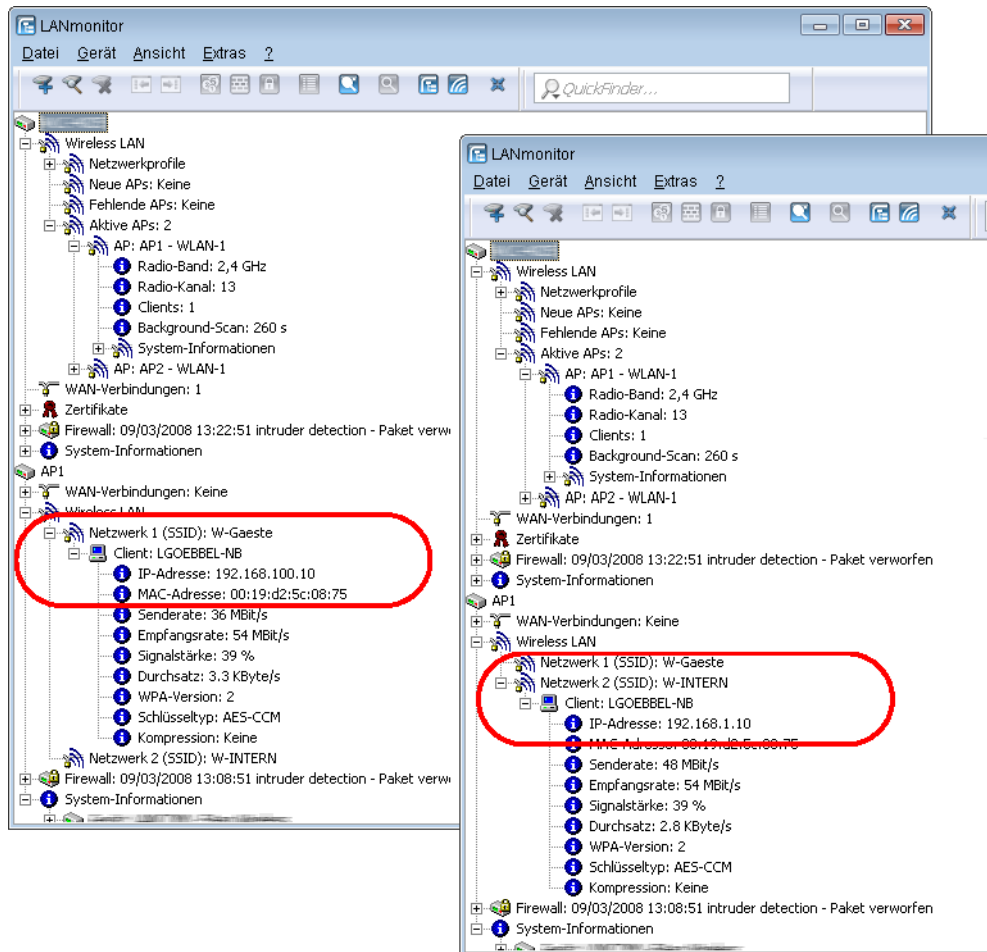 LANmonitor
Datei Gerät Ansicht Extras ?
QuickFinder...
Wireless LAN
Netzwerkprofile
Neue APs: Keine
Fehlende APs: Keine
Aktive APs: 2
AP: AP1 - WLAN-1
Radio-Band: 2,4 GHz
Radio-Kanal: 13
Clients: 1
Background-Scan: 260 s
System-Informationen
AP: AP2 - WLAN-1
WAN-Verbindungen: 1
Zertifikate
Firewall: 09/03/2008 13:22:51 intruder detection - Paket verw
System-Informationen
AP1
WAN-Verbindungen: Keine
Wireless LAN
Netzwerk 1 (SSID): W-Gaeste
Client: LGOEBBEL-NB
IP-Adresse: 192.168.100.10
MAC-Adresse: 00:19:d2:5c:08:75
Senderate: 36 MBit/s
Empfangsrate: 54 MBit/s
Signalstärke: 39 %
Durchsatz: 3.3 KByte/s
WPA-Version: 2
Schlüsseltyp: AES-CCM
Kompression: Keine
Netzwerk 2 (SSID): W-INTERN
Firewall: 09/03/2008 13:08:51 intruder detection - Paket verw
System-Informationen
LANmonitor
Datei Gerät Ansicht Extras ?
Wireless LAN
Netzwerkprofile
Neue APs: Keine
Fehlende APs: Keine
Aktive APs: 2
AP: AP1 - WLAN-1
Radio-Band: 2,4 GHz
Radio-Kanal: 13
Clients: 1
Background-Scan: 260 s
System-Informationen
AP: AP2 - WLAN-1
WAN-Verbindungen: 1
Zertifikate
Firewall: 09/03/2008 13:22:51 intruder detection - Paket verworfen
System-Informationen
AP1
WAN-Verbindungen: Keine
Wireless LAN
Netzwerk 1 (SSID): W-Gaeste
Netzwerk 2 (SSID): W-INTERN
Client: LGOEBBEL-NB
IP-Adresse: 192.168.1.10
MAC-Adresse: 00:19:d2:5c:08:75
Senderate: 48 MBit/s
Empfangsrate: 54 MBit/s
Signalstärke: 39 %
Durchsatz: 2.8 KByte/s
WPA-Version: 2
Schlüsseltyp: AES-CCM
Kompression: Keine
Firewall: 09/03/2008 13:08:51 intruder detection - Paket verworfen
System-Informationen